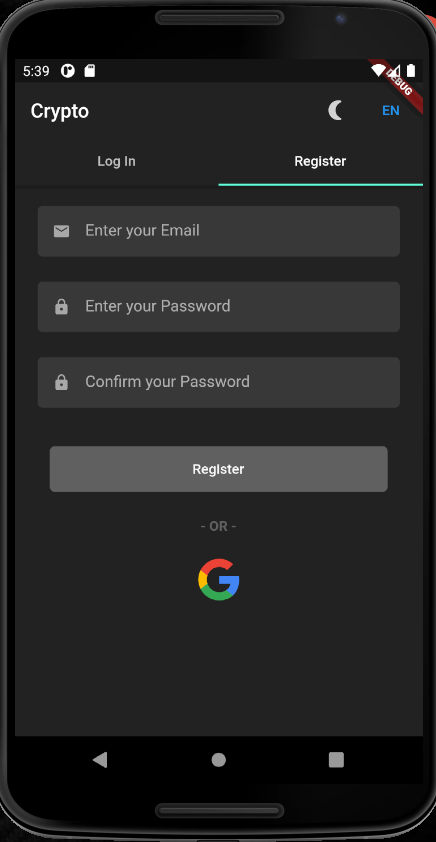 5:39
DEBUG
Crypto
EN
Log In
Register
Enter your Email
Enter your Password
Confirm your Password
Register
- OR -
G